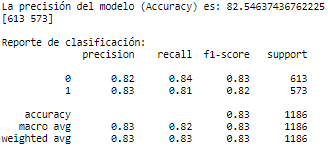 La precisión del modelo (Accuracy) es: 82.54637436762225
[613 573]
Reporte de clasificación:
precision recall f1-score support
0 0.82 0.84 0.83 613
1 0.83 0.81 0.82 573
accuracy 0.83 1186
macro avg 0.83 0.82 0.83 1186
weighted avg 0.83 0.83 0.83 1186